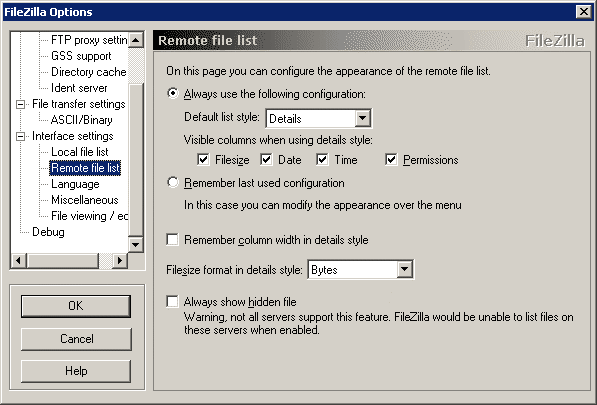 FileZilla Options
FTP proxy settin
GSS support
Directory cache
Ident server
File transfer settings
ASCII/Binary
Interface settings
Local file list
Remote file list
Language
Miscellaneous
File viewing / ed
Debug
OK
Cancel
Help
Remote file list
FileZilla
On this page you can configure the appearance of the remote file list.
Always use the following configuration:
Default list style: Details
Visible columns when using details style:
Filesize Date Time Permissions
Remember last used configuration
In this case you can modify the appearance over the menu
Remember column width in details style
Filesize format in details style: Bytes
Always show hidden file
Warning, not all servers support this feature. FileZilla would be unable to list files on
these servers when enabled.